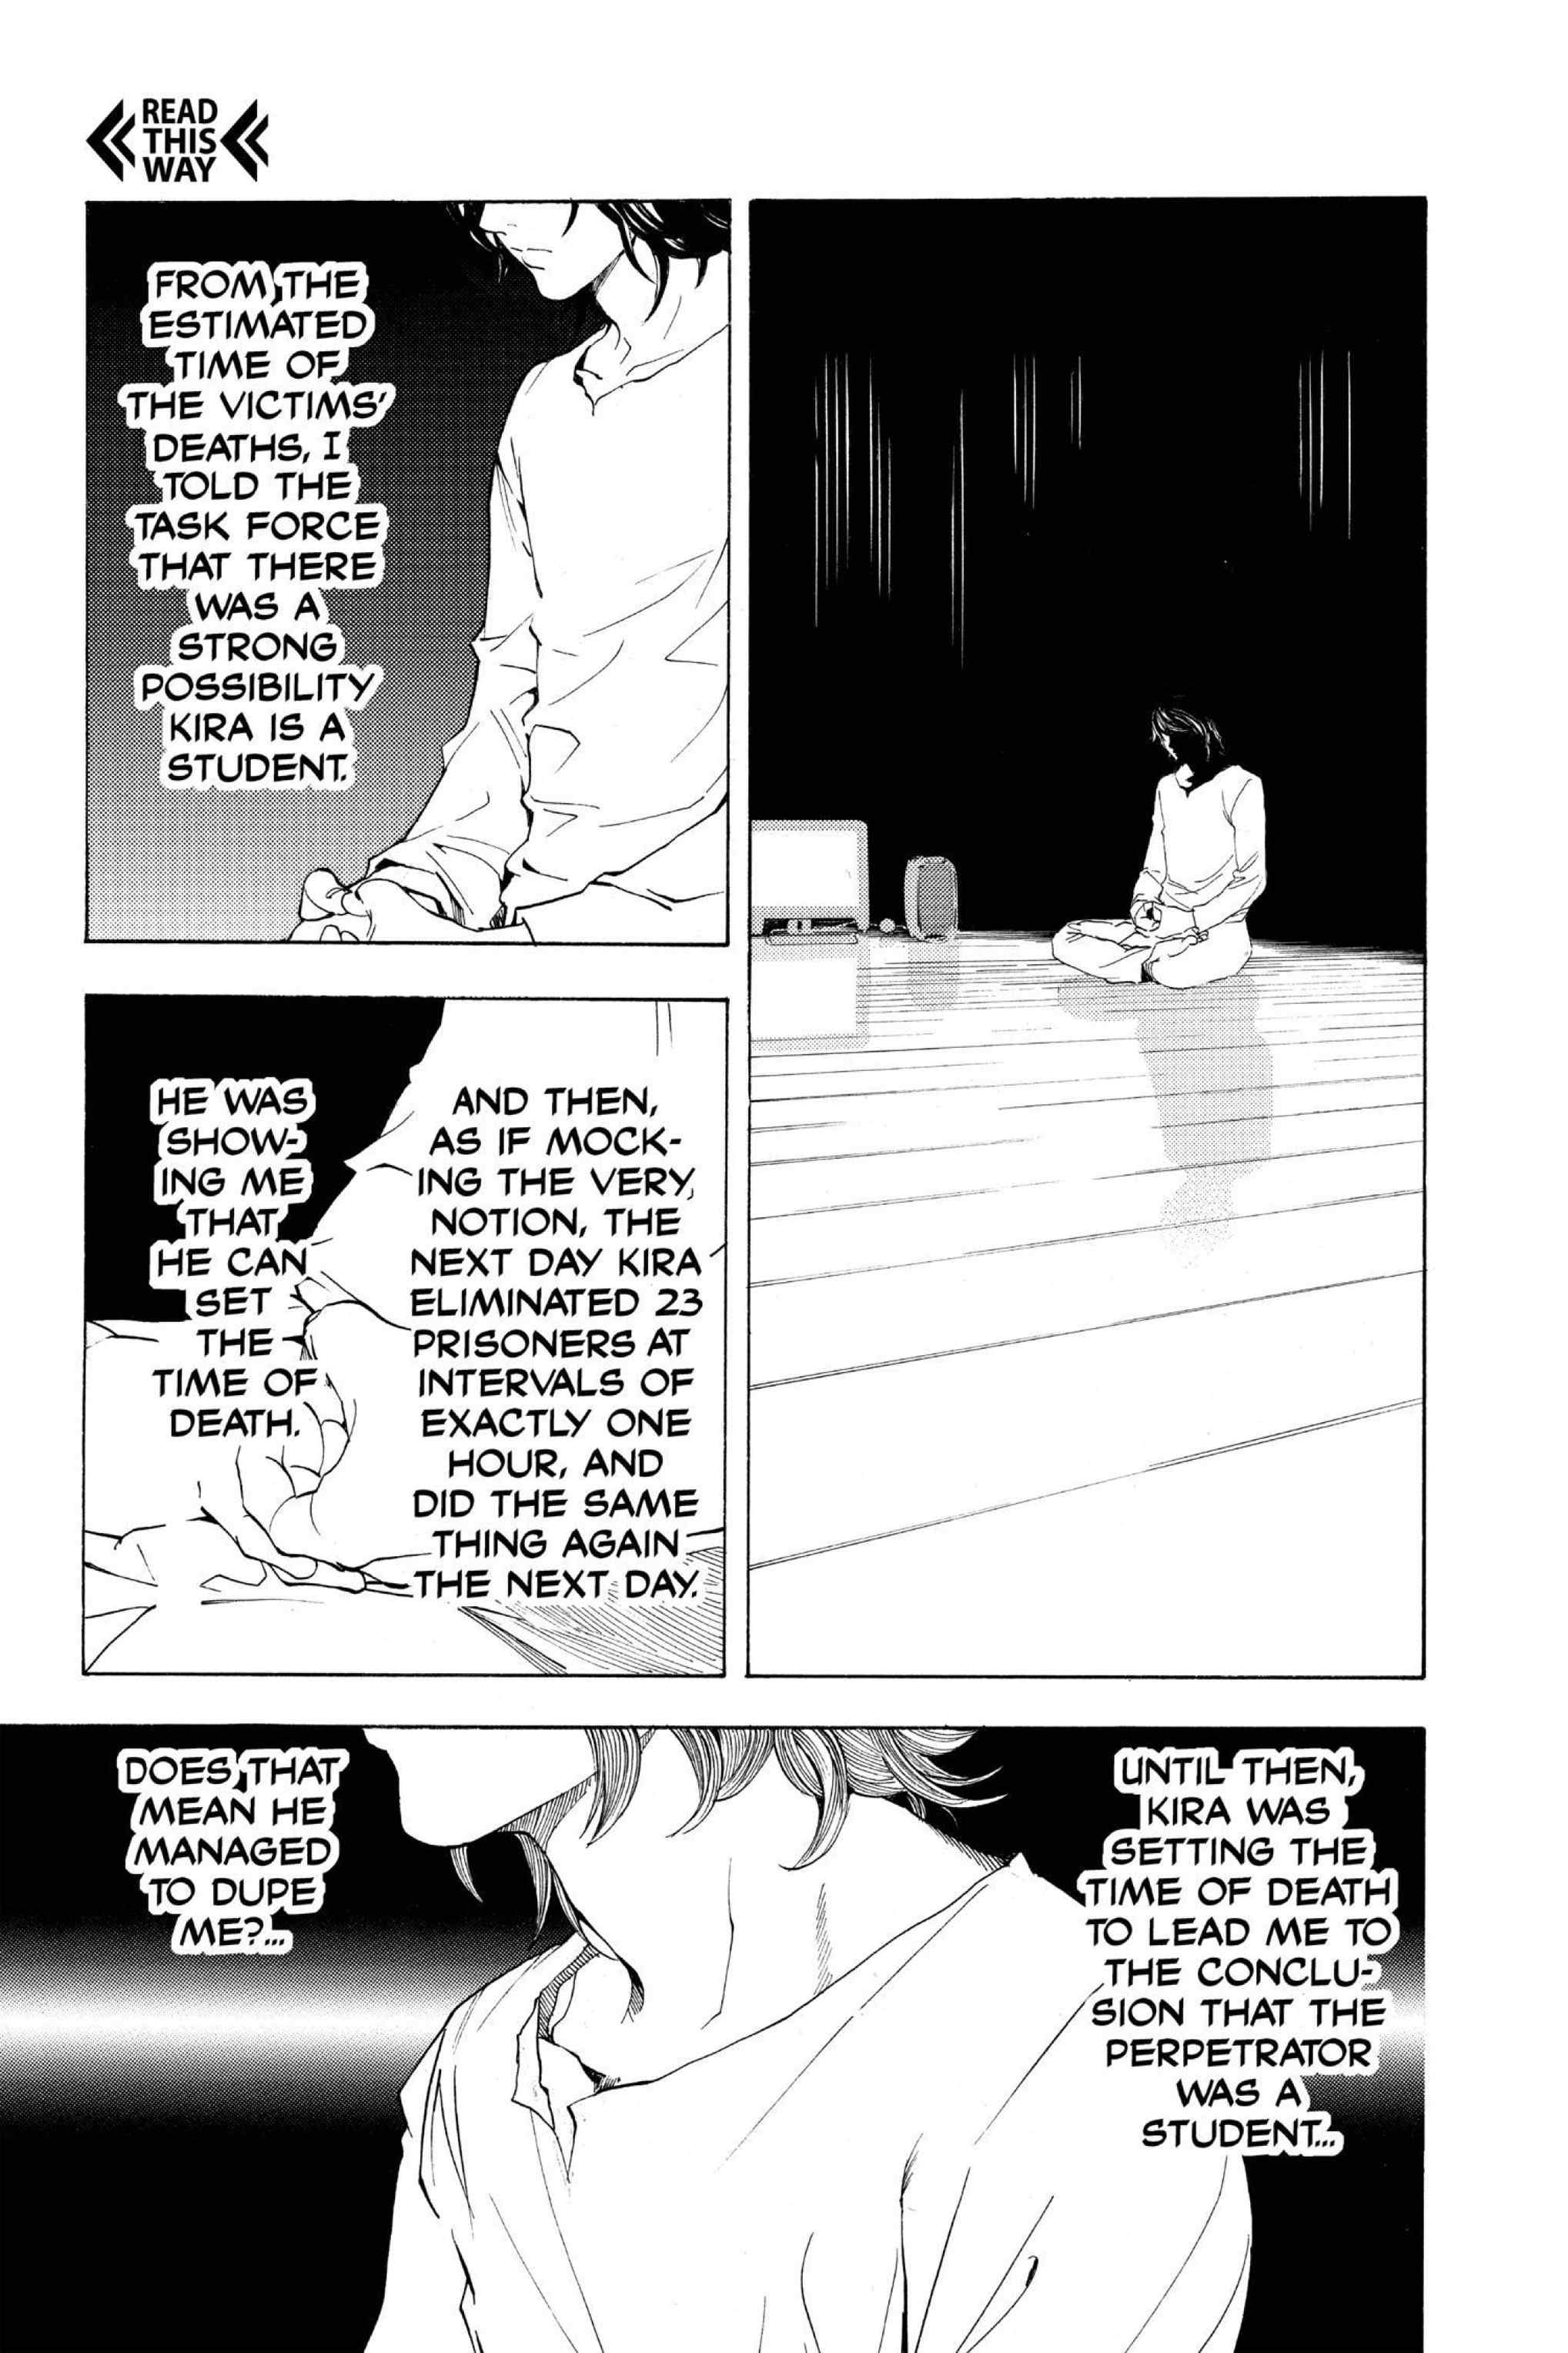 READ
THIS
WAY
FROM THE
ESTIMATED
TIME OF
THE VICTIMS'
DEATHS, I
TOLD THE
TASK FORCE
THAT THERE
WAS A
STRONG
POSSIBILITY
KIRA IS A
STUDENT.
AND THEN,
AS IF MOCK-
ING THE VERY
NOTION, THE
NEXT DAY KIRA
ELIMINATED 23
PRISONERS AT
INTERVALS OF
EXACTLY ONE
HOUR, AND
DID THE SAME
THING AGAIN
THE NEXT DAY.
HE WAS
SHOW-
ING ME
THAT
HE CAN
SET
THE
TIME OF
DEATH.
UNTIL THEN,
KIRA WAS
SETTING THE
TIME OF DEATH
TO LEAD ME TO
THE CONCLU-
SION THAT THE
PERPETRATOR
WAS A
STUDENT...
DOES THAT
MEAN HE
MANAGED
TO DUPE
ME?...